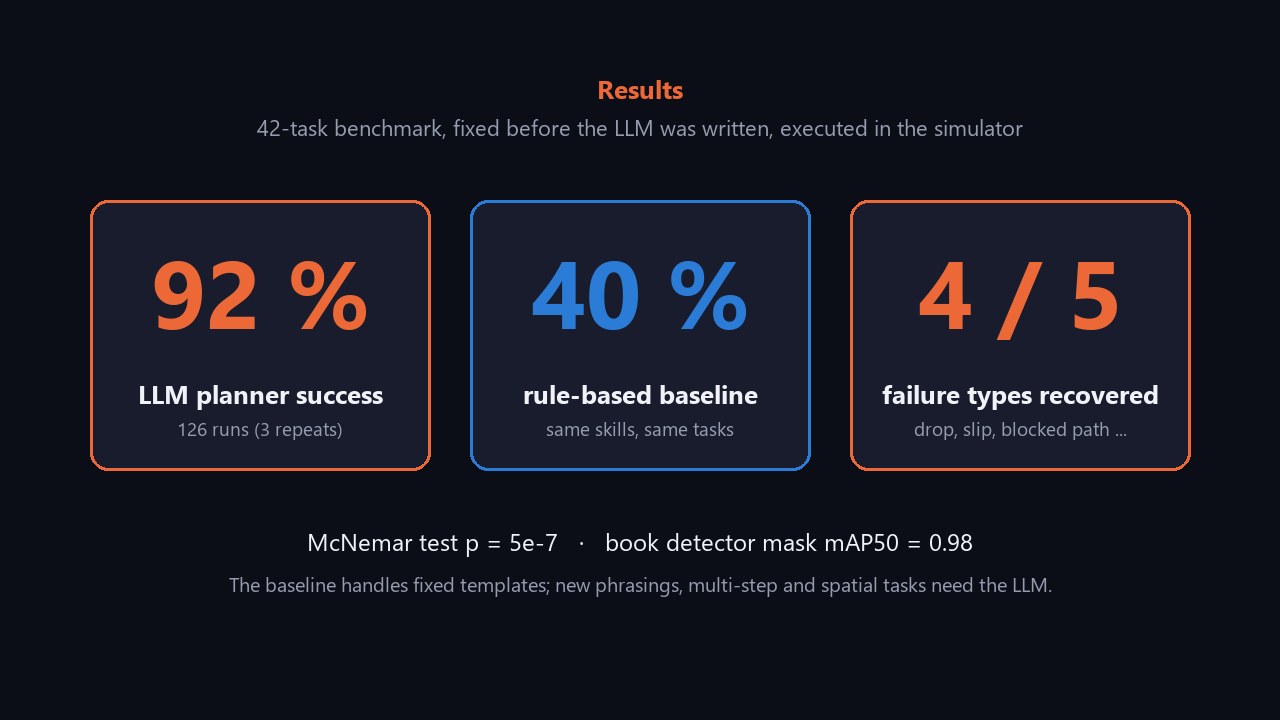 Results
42-task benchmark, fixed before the LLM was written, executed in the simulator
92 %
LLM planner success
126 runs (3 repeats)
40 %
rule-based baseline
same skills, same tasks
4 / 5
failure types recovered
drop, slip, blocked path ...
McNemar test p = 5e-7 · book detector mask mAP50 = 0.98
The baseline handles fixed templates; new phrasings, multi-step and spatial tasks need the LLM.